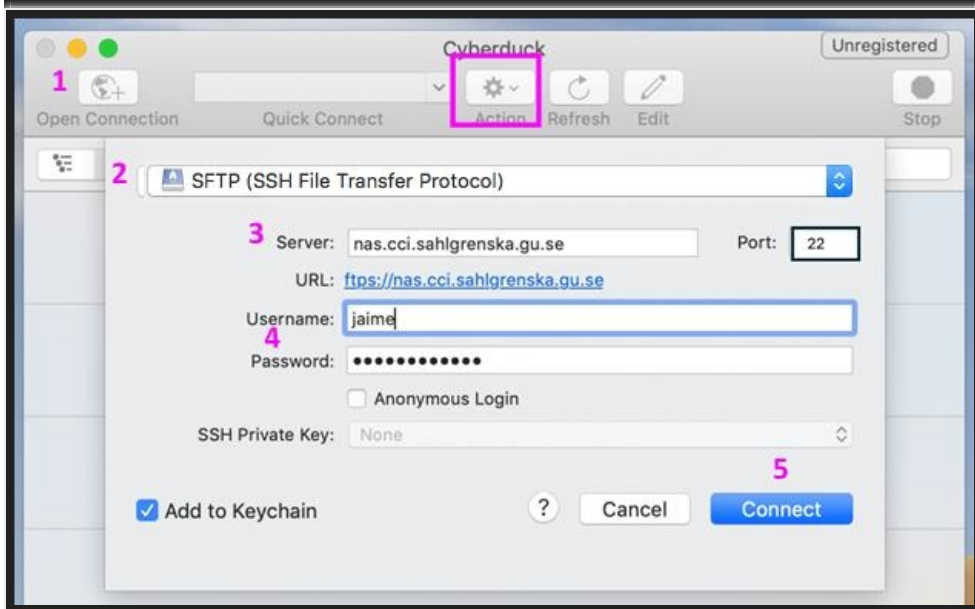 Cyberduck
Unregistered
1
Open Connection
Quick Connect
Action
Refresh
Edit
Stop
2 SFTP (SSH File Transfer Protocol)
3 Server: nas.cci.sahlgrenska.gu.se Port: 22
URL: ftps://nas.cci.sahlgrenska.gu.se
Username: jaime
4
Password: ••••••••••••
Anonymous Login
SSH Private Key: None
5
Add to Keychain ? Cancel Connect